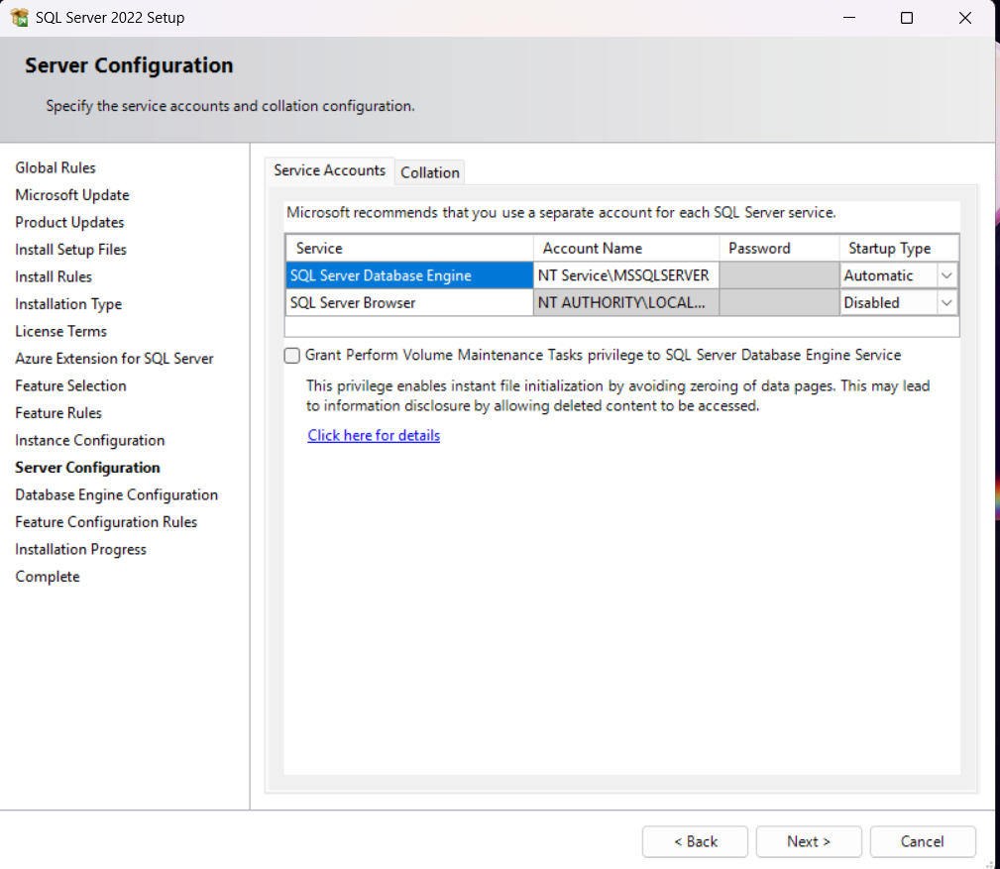 SQL Server 2022 Setup
Server Configuration
Specify the service accounts and collation configuration.
Global Rules
Microsoft Update
Product Updates
Install Setup Files
Install Rules
Installation Type
License Terms
Azure Extension for SQL Server
Feature Selection
Feature Rules
Instance Configuration
Server Configuration
Database Engine Configuration
Feature Configuration Rules
Installation Progress
Complete
Service Accounts Collation
Microsoft recommends that you use a separate account for each SQL Server service.
Service Account Name Password Startup Type
SQL Server Database Engine NT Service\MSSQLSERVER Automatic
SQL Server Browser NT AUTHORITY\LOCAL... Disabled
Grant Perform Volume Maintenance Tasks privilege to SQL Server Database Engine Service
This privilege enables instant file initialization by avoiding zeroing of data pages. This may lead
to information disclosure by allowing deleted content to be accessed.
Click here for details
< Back Next > Cancel